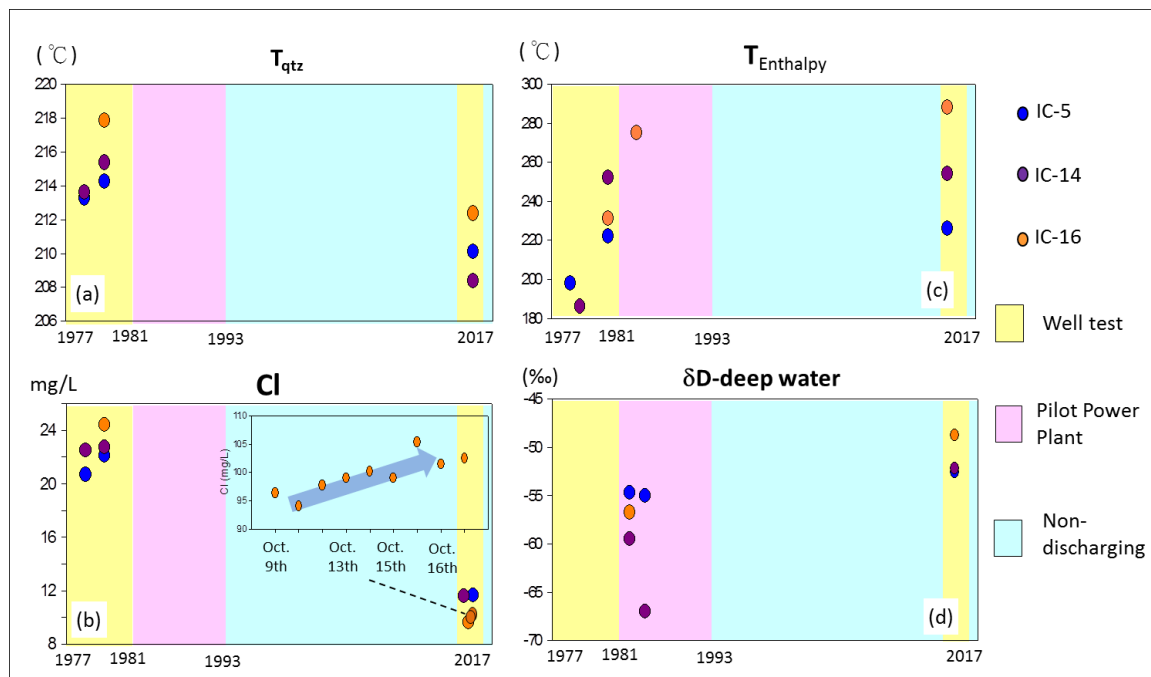 (℃)
T_qtz
220
218
216
214
212
210
208
206
(a)
1977
1981
1993
2017
(℃)
T_Enthalpy
300
280
260
240
220
200
180
(c)
1977
1981
1993
2017
IC-5
IC-14
IC-16
Well test
Pilot Power
Plant
Non-
discharging
mg/L
Cl
24
20
16
12
8
(b)
1977
1981
1993
2017
Cl (mg/L)
110
105
100
95
90
Oct.
9th
Oct.
13th
Oct.
15th
Oct.
16th
(‰)
δD-deep water
-45
-50
-55
-60
-65
-70
(d)
1977
1981
1993
2017